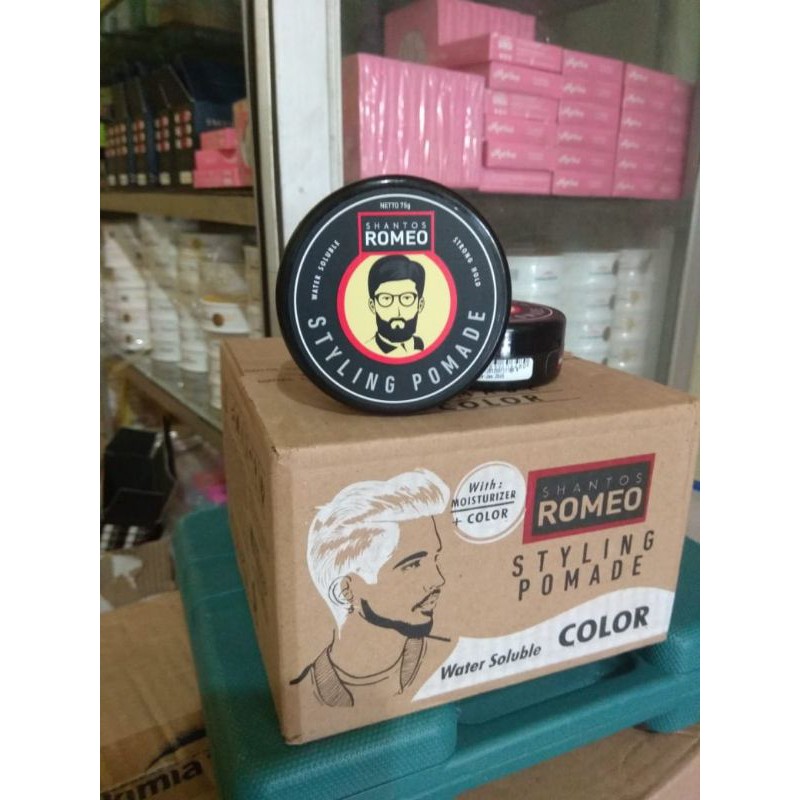 NETTO 75g
SHANTOS
ROMEO
WATER SOLUBLE
STRONG HOLD
STYLING POMADE
COLOR
With:
MOISTURIZER
+ COLOR
SHANTOS
ROMEO
STYLING
POMADE
Water Soluble
COLOR